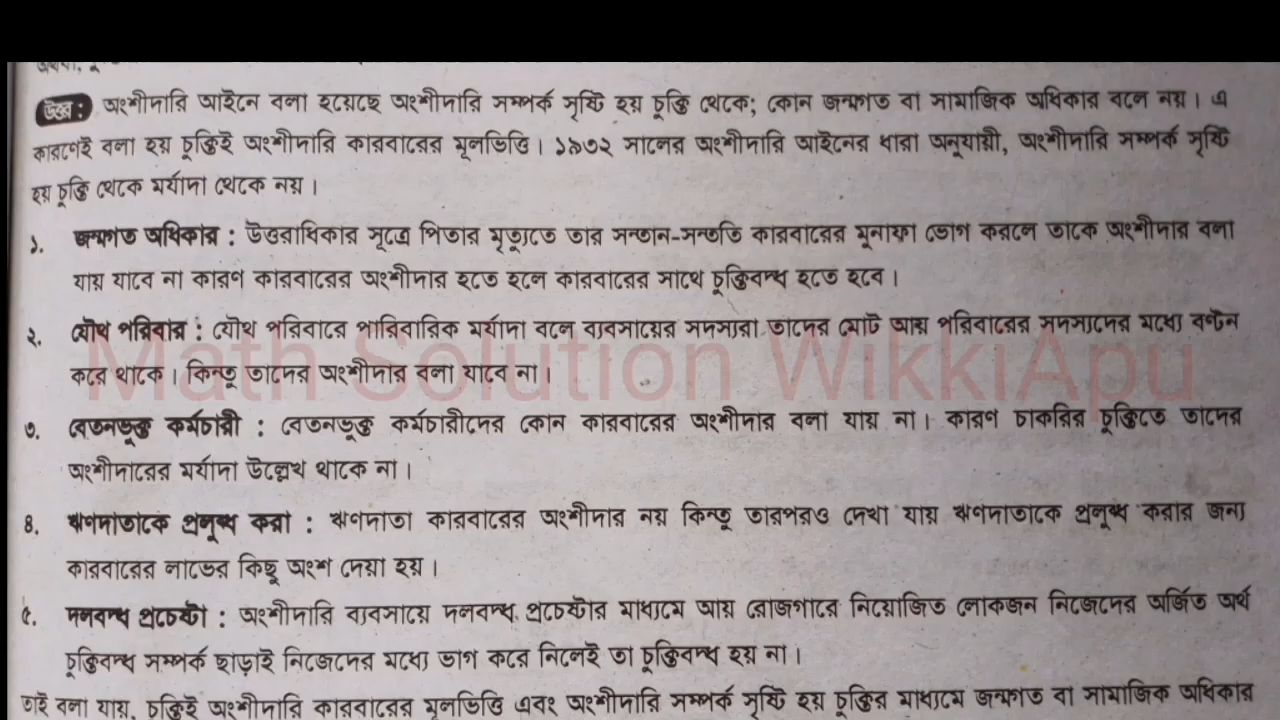 উত্তর: অংশীদারি আইনে বলা হয়েছে অংশীদারি সম্পর্ক সৃষ্টি হয় চুক্তি থেকে; কোন জন্মগত বা সামাজিক অধিকার বলে নয়। এ
কারণেই বলা হয় চুক্তিই অংশীদারি কারবারের মূলভিত্তি। ১৯৩২ সালের অংশীদারি আইনের ধারা অনুযায়ী, অংশীদারি সম্পর্ক সৃষ্টি
হয় চুক্তি থেকে মর্যাদা থেকে নয়।
১. জন্মগত অধিকার : উত্তরাধিকার সূত্রে পিতার মৃত্যুতে তার সন্তান-সন্ততি কারবারের মুনাফা ভোগ করলে তাকে অংশীদার বলা
যায় যাবে না কারণ কারবারের অংশীদার হতে হলে কারবারের সাথে চুক্তিবদ্ধ হতে হবে।
২. যৌথ পরিবার : যৌথ পরিবারে পারিবারিক মর্যাদা বলে ব্যবসায়ের সদস্যরা তাদের মোট আয় পরিবারের সদস্যদের মধ্যে বণ্টন
করে থাকে। কিন্তু তাদের অংশীদার বলা যাবে না।
Math Solution WikkiApu
৩. বেতনভুক্ত কর্মচারী : বেতনভুক্ত কর্মচারীদের কোন কারবারের অংশীদার বলা যায় না। কারণ চাকরির চুক্তিতে তাদের
অংশীদারের মর্যাদা উল্লেখ থাকে না।
৪. ঋণদাতাকে প্রলুব্ধ করা : ঋণদাতা কারবারের অংশীদার নয় কিন্তু তারপরও দেখা যায় ঋণদাতাকে প্রলুব্ধ করার জন্য
কারবারের লাভের কিছু অংশ দেয়া হয়।
৫. দলবদ্ধ প্রচেষ্টা : অংশীদারি ব্যবসায়ে দলবদ্ধ প্রচেষ্টার মাধ্যমে আয় রোজগারে নিয়োজিত লোকজন নিজেদের অর্জিত অর্থ
চুক্তিবদ্ধ সম্পর্ক ছাড়াই নিজেদের মধ্যে ভাগ করে নিলেই তা চুক্তিবদ্ধ হয় না।
তাই বলা যায়, চুক্তিই অংশীদারি কারবারের মূলভিত্তি এবং অংশীদারি সম্পর্ক সৃষ্টি হয় চুক্তির মাধ্যমে জন্মগত বা সামাজিক অধিকার